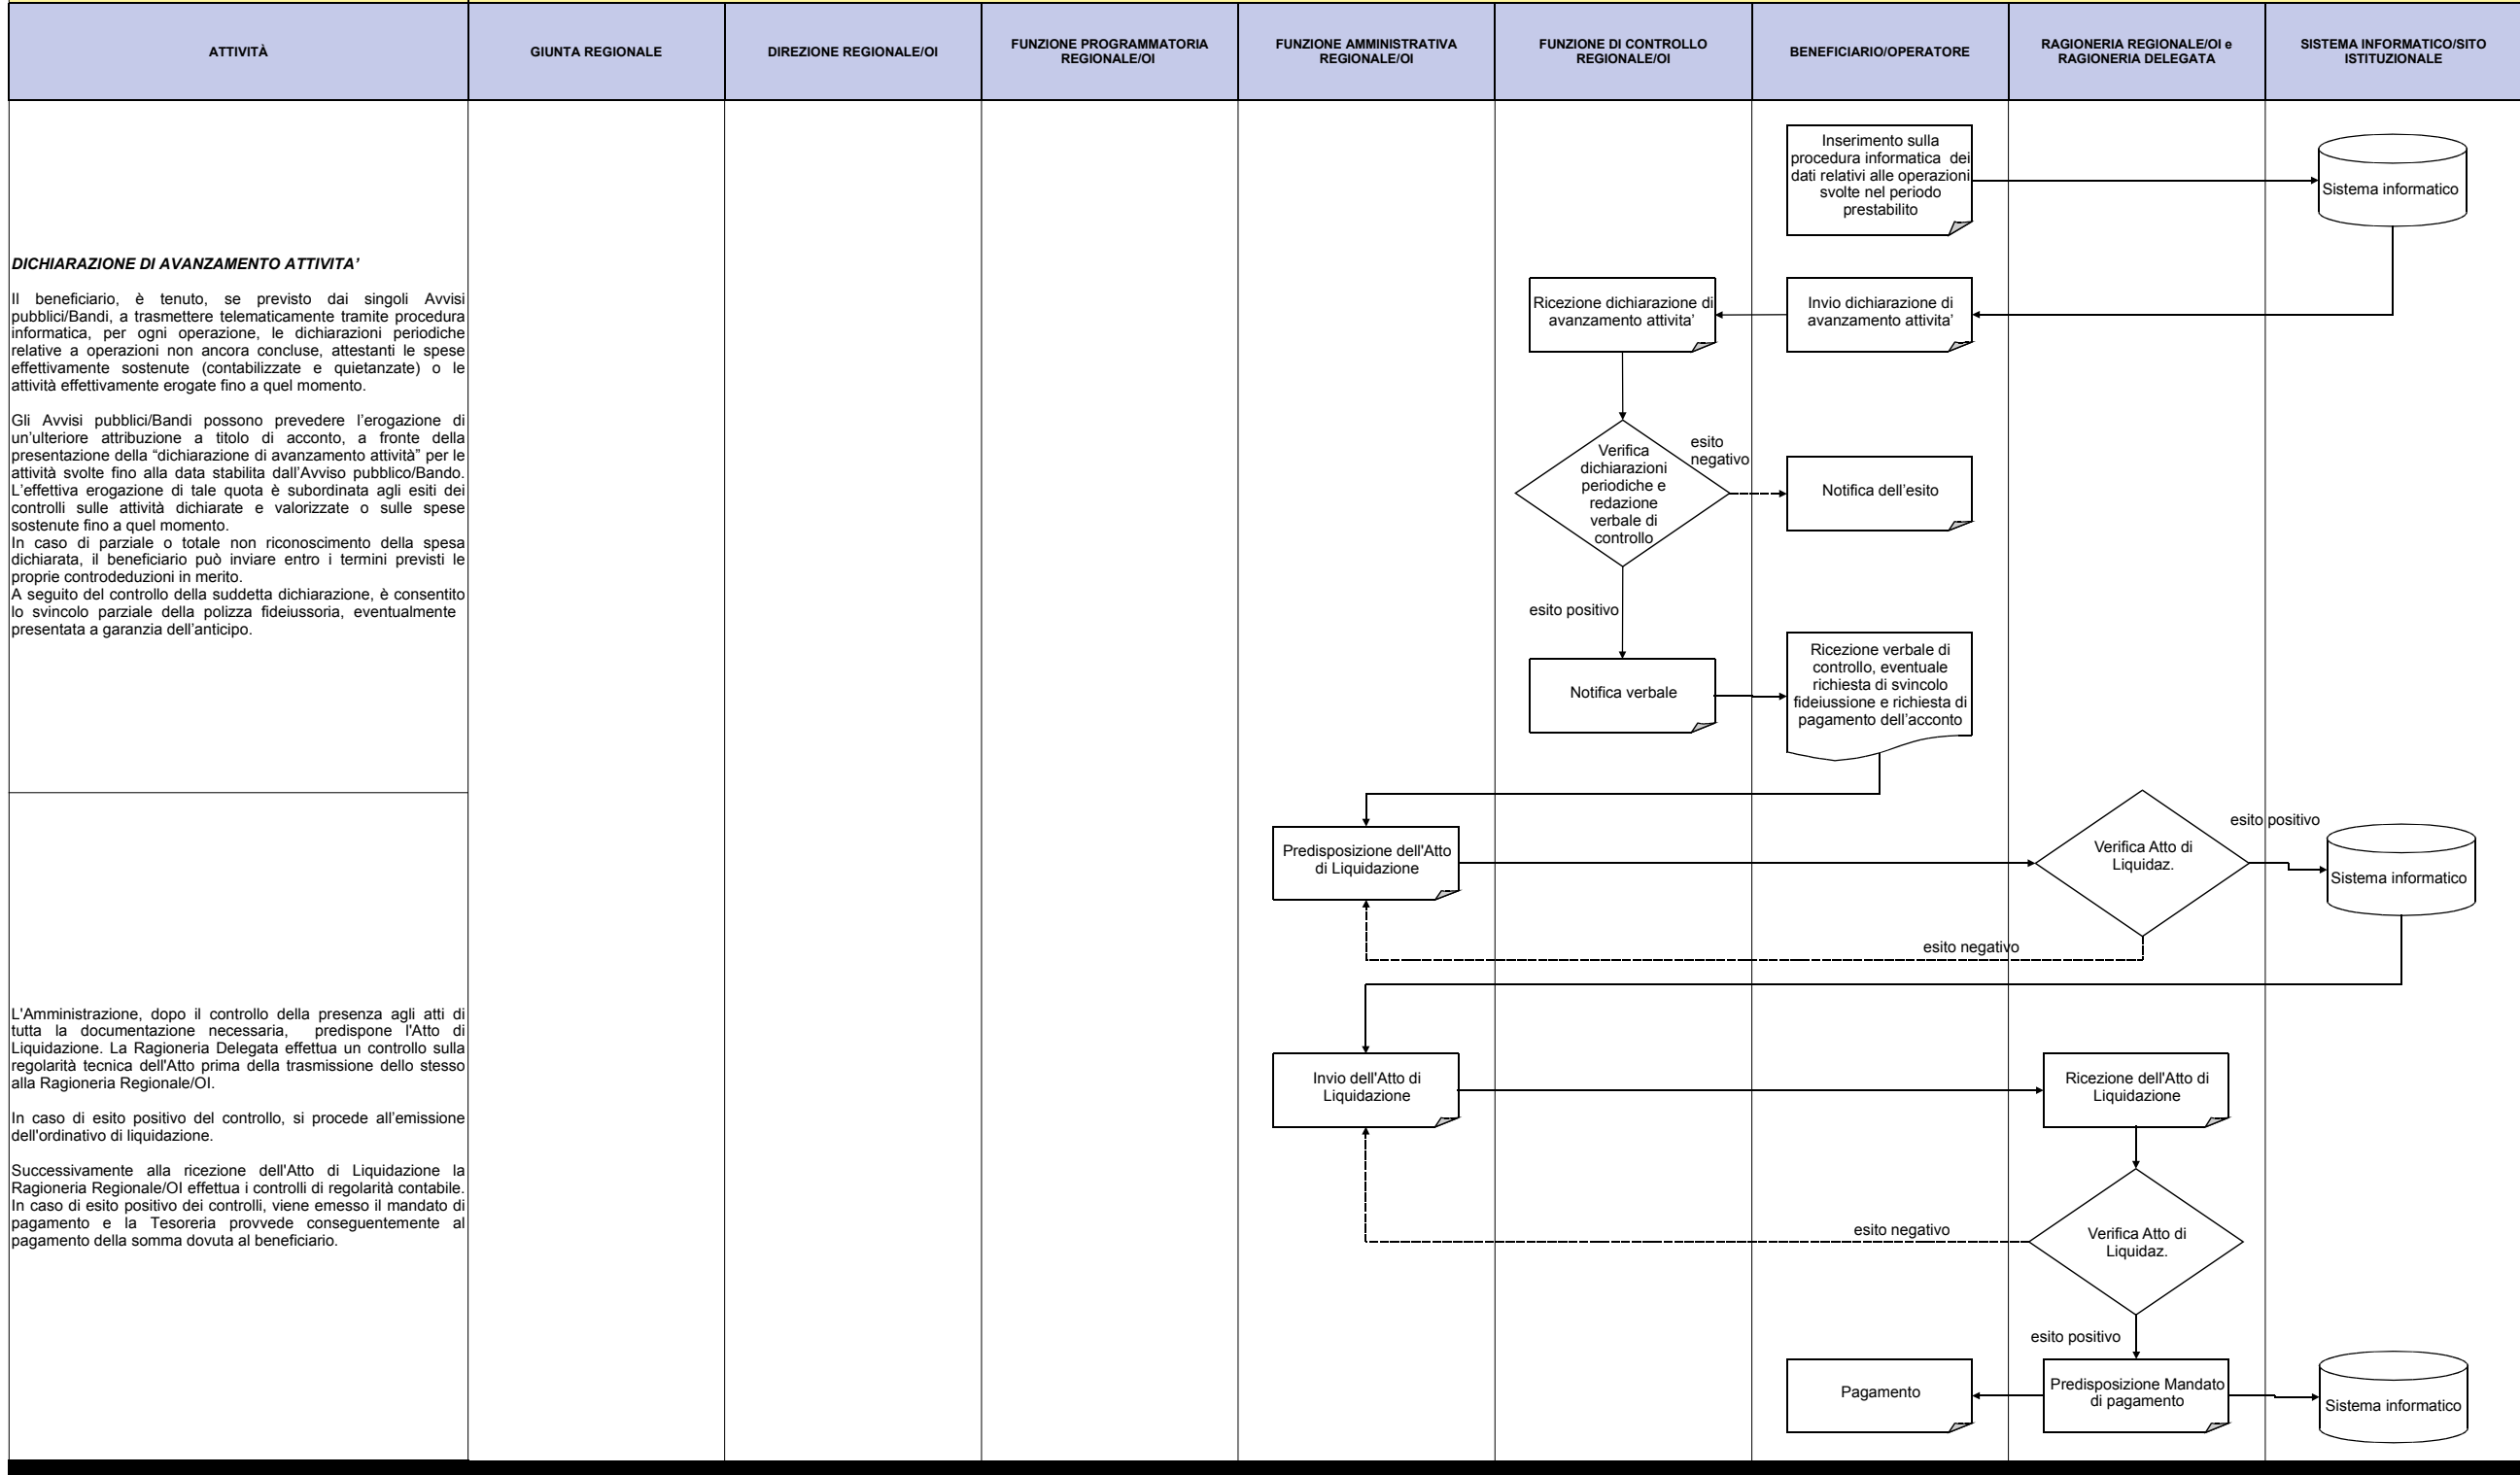 ATTIVITÀ
GIUNTA REGIONALE
DIREZIONE REGIONALE/OI
FUNZIONE PROGRAMMATORIA
REGIONALE/OI
FUNZIONE AMMINISTRATIVA
REGIONALE/OI
FUNZIONE DI CONTROLLO
REGIONALE/OI
BENEFICIARIO/OPERATORE
RAGIONERIA REGIONALE/OI e
RAGIONERIA DELEGATA
SISTEMA INFORMATICO/SITO
ISTITUZIONALE
DICHIARAZIONE DI AVANZAMENTO ATTIVITA’
Il beneficiario, è tenuto, se previsto dai singoli Avvisi
pubblici/Bandi, a trasmettere telematicamente tramite procedura
informatica, per ogni operazione, le dichiarazioni periodiche
relative a operazioni non ancora concluse, attestanti le spese
effettivamente sostenute (contabilizzate e quietanzate) o le
attività effettivamente erogate fino a quel momento.
Gli Avvisi pubblici/Bandi possono prevedere l’erogazione di
un’ulteriore attribuzione a titolo di acconto, a fronte della
presentazione della “dichiarazione di avanzamento attività” per le
attività svolte fino alla data stabilita dall’Avviso pubblico/Bando.
L’effettiva erogazione di tale quota è subordinata agli esiti dei
controlli sulle attività dichiarate e valorizzate o sulle spese
sostenute fino a quel momento.
In caso di parziale o totale non riconoscimento della spesa
dichiarata, il beneficiario può inviare entro i termini previsti le
proprie controdeduzioni in merito.
A seguito del controllo della suddetta dichiarazione, è consentito
lo svincolo parziale della polizza fideiussoria, eventualmente
presentata a garanzia dell’anticipo.
Inserimento sulla
procedura informatica dei
dati relativi alle operazioni
svolte nel periodo
prestabilito
Sistema informatico
Ricezione dichiarazione di
avanzamento attivita’
Invio dichiarazione di
avanzamento attivita’
Verifica
dichiarazioni
periodiche e
redazione
verbale di
controllo
esito
negativo
Notifica dell’esito
esito positivo
Notifica verbale
Ricezione verbale di
controllo, eventuale
richiesta di svincolo
fideiussione e richiesta di
pagamento dell’acconto
L'Amministrazione, dopo il controllo della presenza agli atti di
tutta la documentazione necessaria, predispone l'Atto di
Liquidazione. La Ragioneria Delegata effettua un controllo sulla
regolarità tecnica dell'Atto prima della trasmissione dello stesso
alla Ragioneria Regionale/OI.
In caso di esito positivo del controllo, si procede all’emissione
dell'ordinativo di liquidazione.
Successivamente alla ricezione dell'Atto di Liquidazione la
Ragioneria Regionale/OI effettua i controlli di regolarità contabile.
In caso di esito positivo dei controlli, viene emesso il mandato di
pagamento e la Tesoreria provvede conseguentemente al
pagamento della somma dovuta al beneficiario.
Predisposizione dell'Atto
di Liquidazione
Verifica Atto di
Liquidaz.
esito positivo
Sistema informatico
esito negativo
Invio dell'Atto di
Liquidazione
Ricezione dell'Atto di
Liquidazione
esito negativo
Verifica Atto di
Liquidaz.
esito positivo
Pagamento
Predisposizione Mandato
di pagamento
Sistema informatico